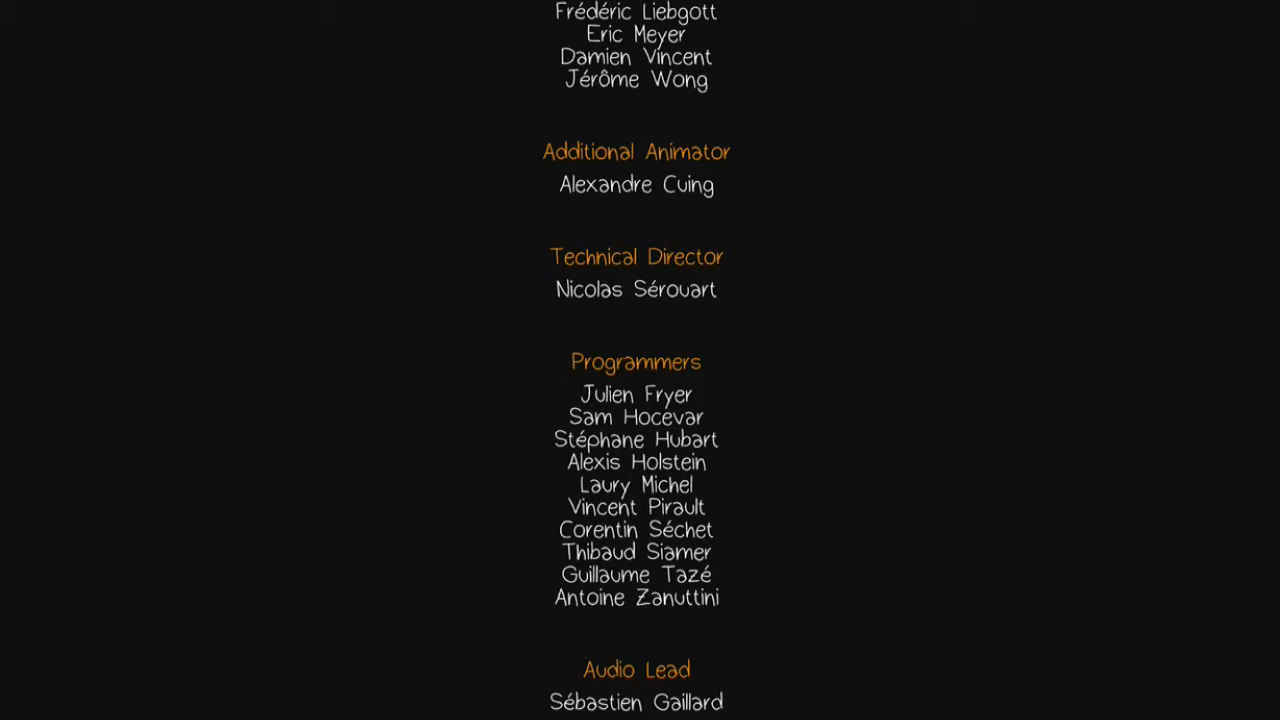 Frédéric Liebgott
Eric Meyer
Damien Vincent
Jérôme Wong
Additional Animator
Alexandre Cuing
Technical Director
Nicolas Sérouart
Programmers
Julien Fryer
Sam Hocevar
Stéphane Hubart
Alexis Holstein
Laury Michel
Vincent Pirault
Corentin Séchet
Thibaud Siamer
Guillaume Tazé
Antoine Zanuttini
Audio Lead
Sébastien Gaillard